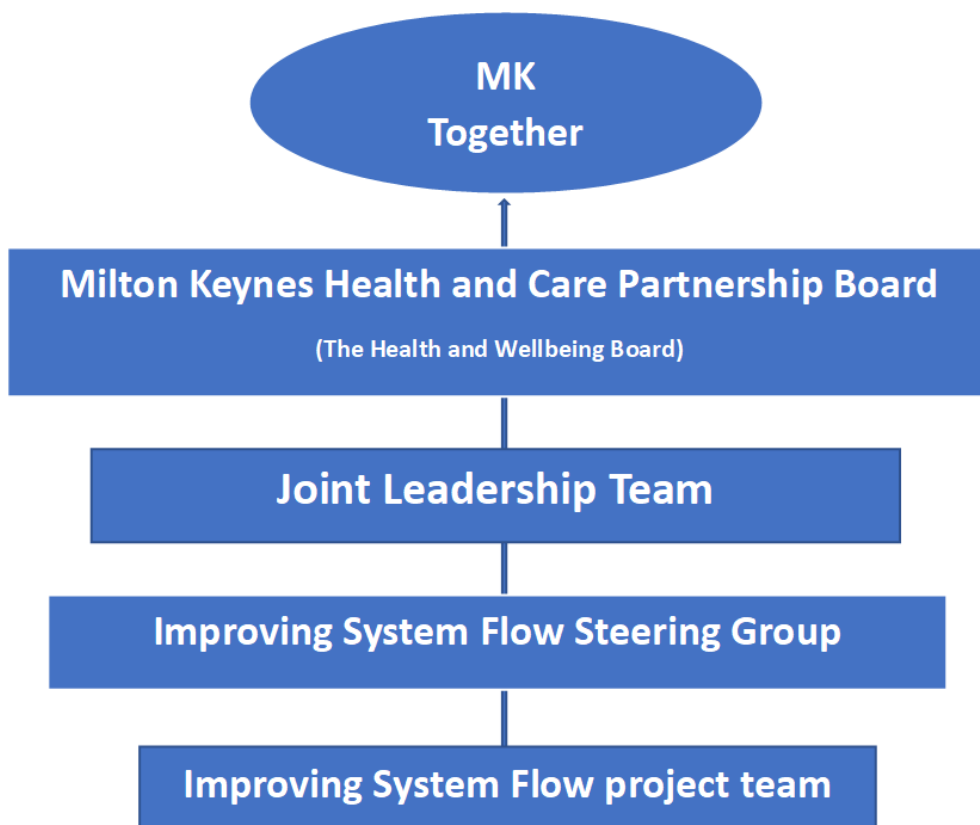 MK
Together
Milton Keynes Health and Care Partnership Board
(The Health and Wellbeing Board)
Joint Leadership Team
Improving System Flow Steering Group
Improving System Flow project team